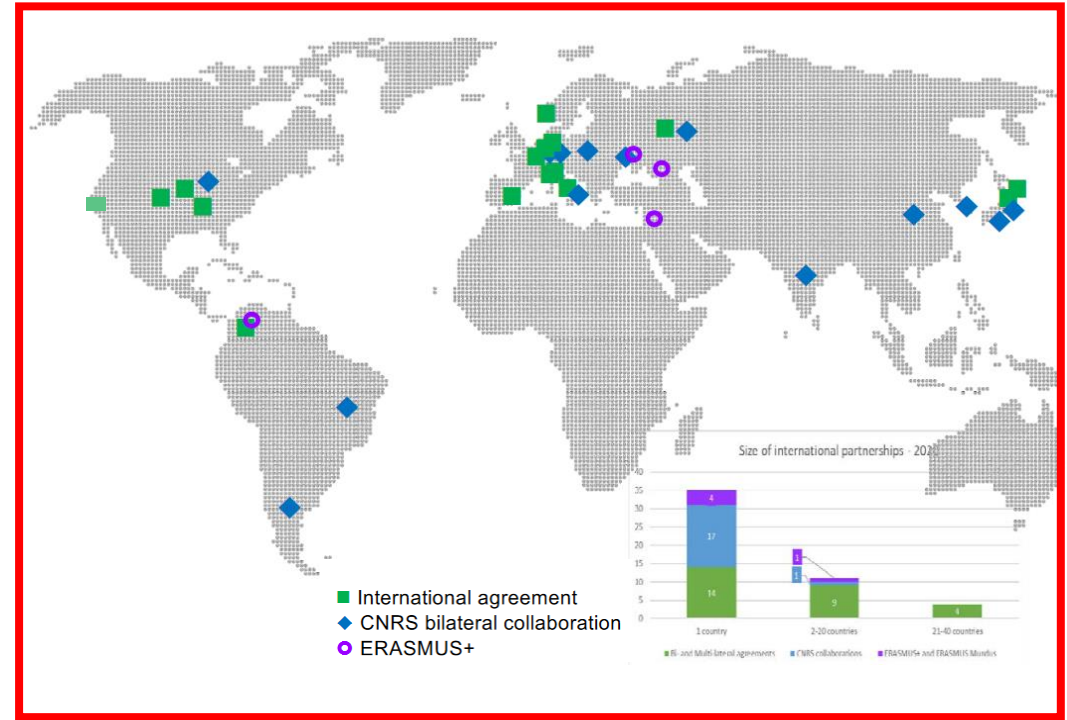 Size of international partnerships - 202
40
35
30
25
20
15
10
5
0
4
17
14
1
1
9
4
1 country
2-20 countries
21-40 countries
Bi- and Multi-lateral agreements
CNRS collaborations
ERASMUS+ and ERASMUS Mundus
International agreement
CNRS bilateral collaboration
ERASMUS+